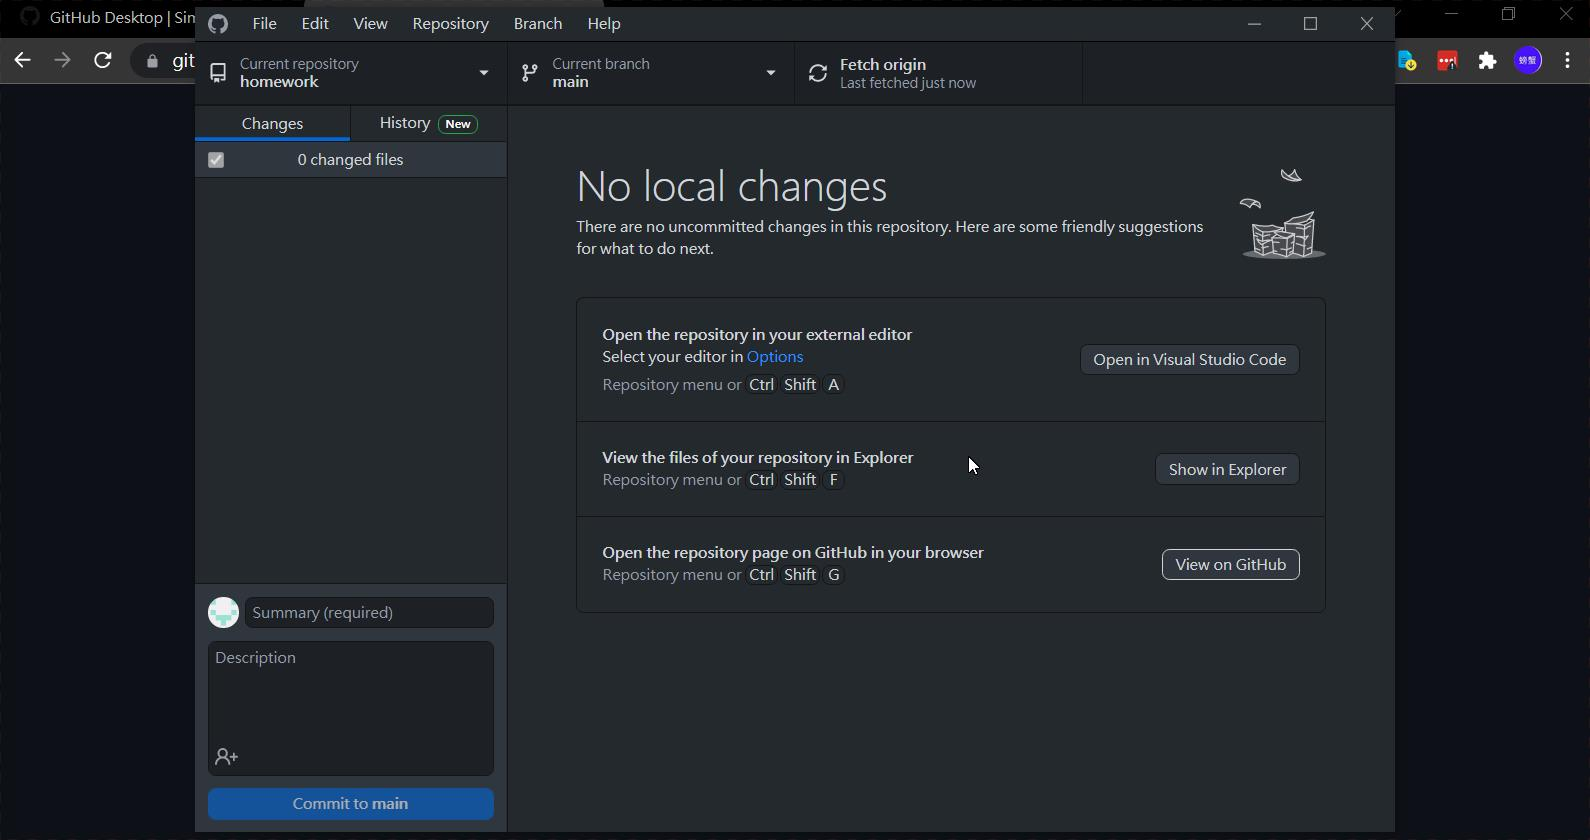 GitHub Desktop | Sim
git
File Edit View Repository Branch Help
Current repository
homework
Current branch
main
Fetch origin
Last fetched just now
Changes
History New
0 changed files
No local changes
There are no uncommitted changes in this repository. Here are some friendly suggestions
for what to do next.
Open the repository in your external editor
Select your editor in Options
Repository menu or Ctrl Shift A
Open in Visual Studio Code
View the files of your repository in Explorer
Repository menu or Ctrl Shift F
Show in Explorer
Open the repository page on GitHub in your browser
Repository menu or Ctrl Shift G
View on GitHub
Summary (required)
Description
Commit to main
螃蟹